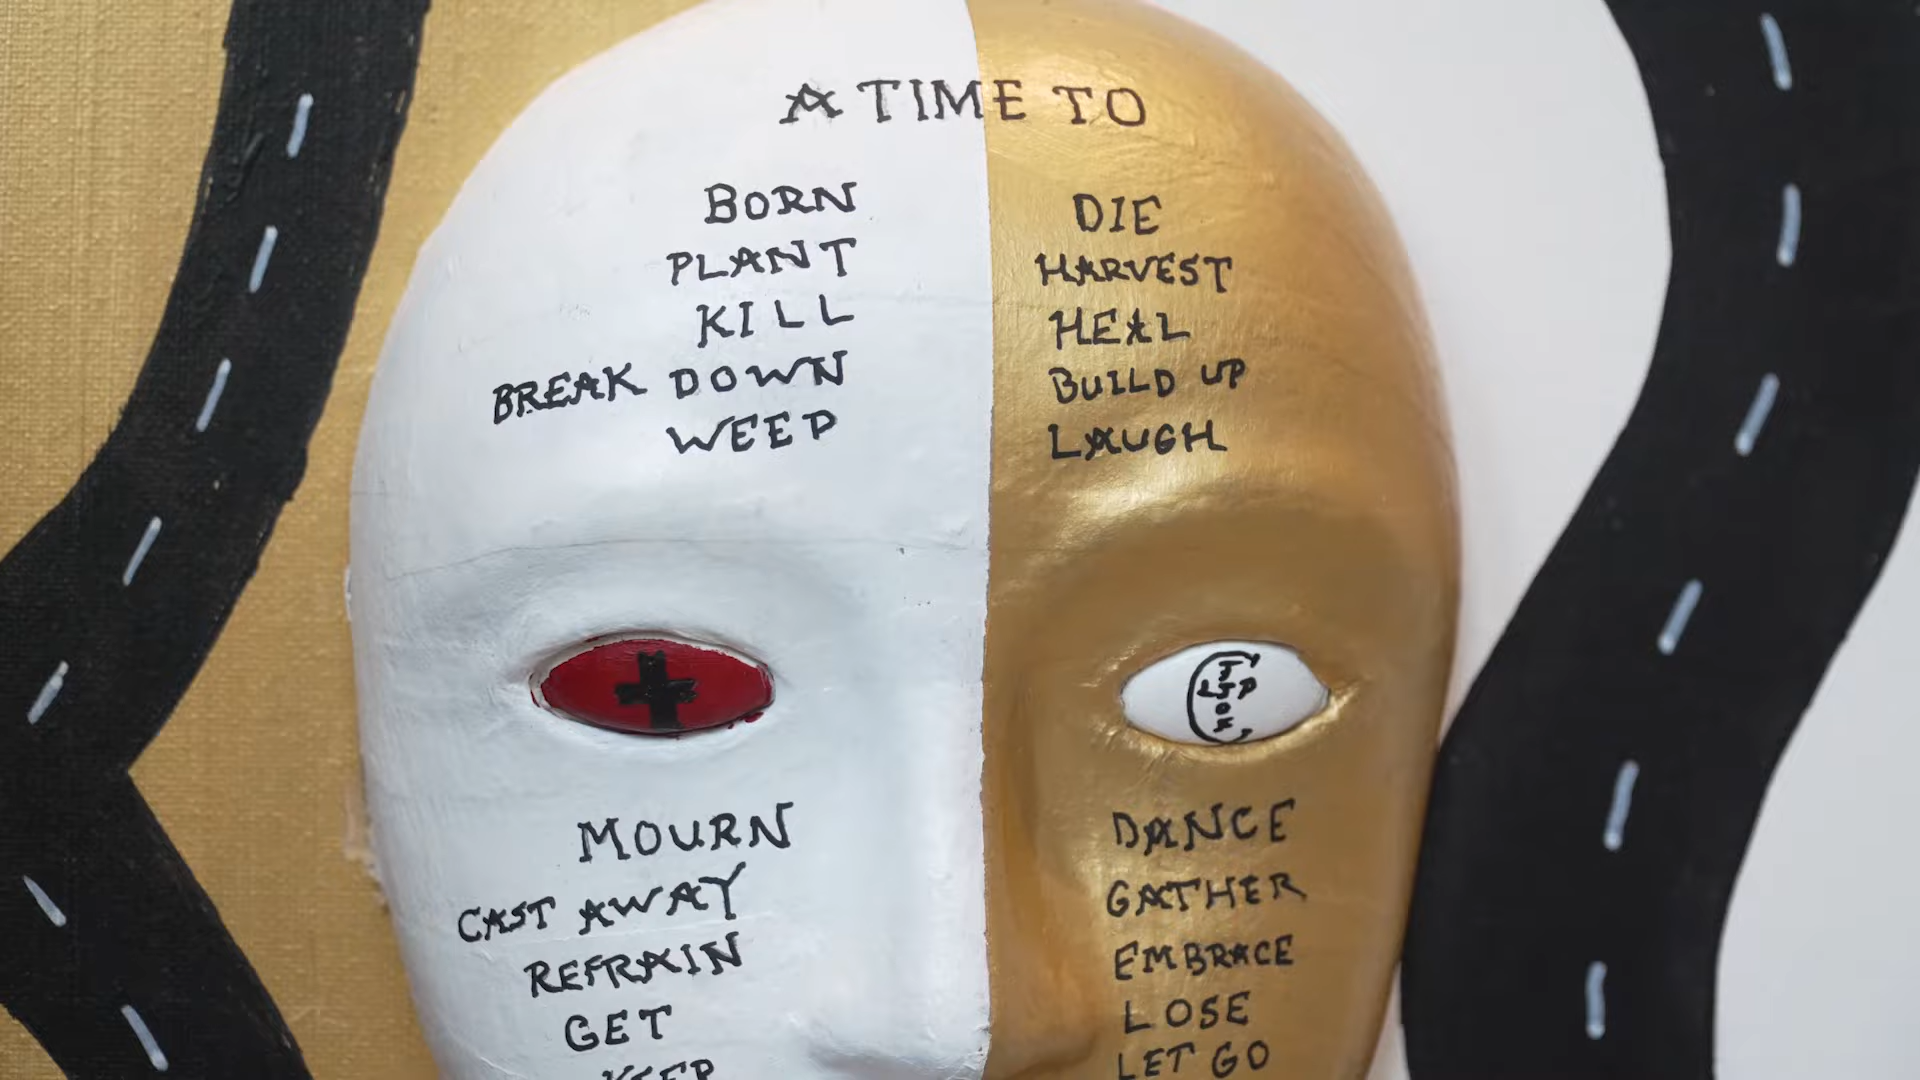 A TIME TO
BORN DIE
PLANT HARVEST
KILL HEAL
BREAK DOWN BUILD UP
WEEP LAUGH
MOURN DANCE
CAST AWAY GATHER
REFRAIN EMBRACE
GET LOSE
KEEP LET GO